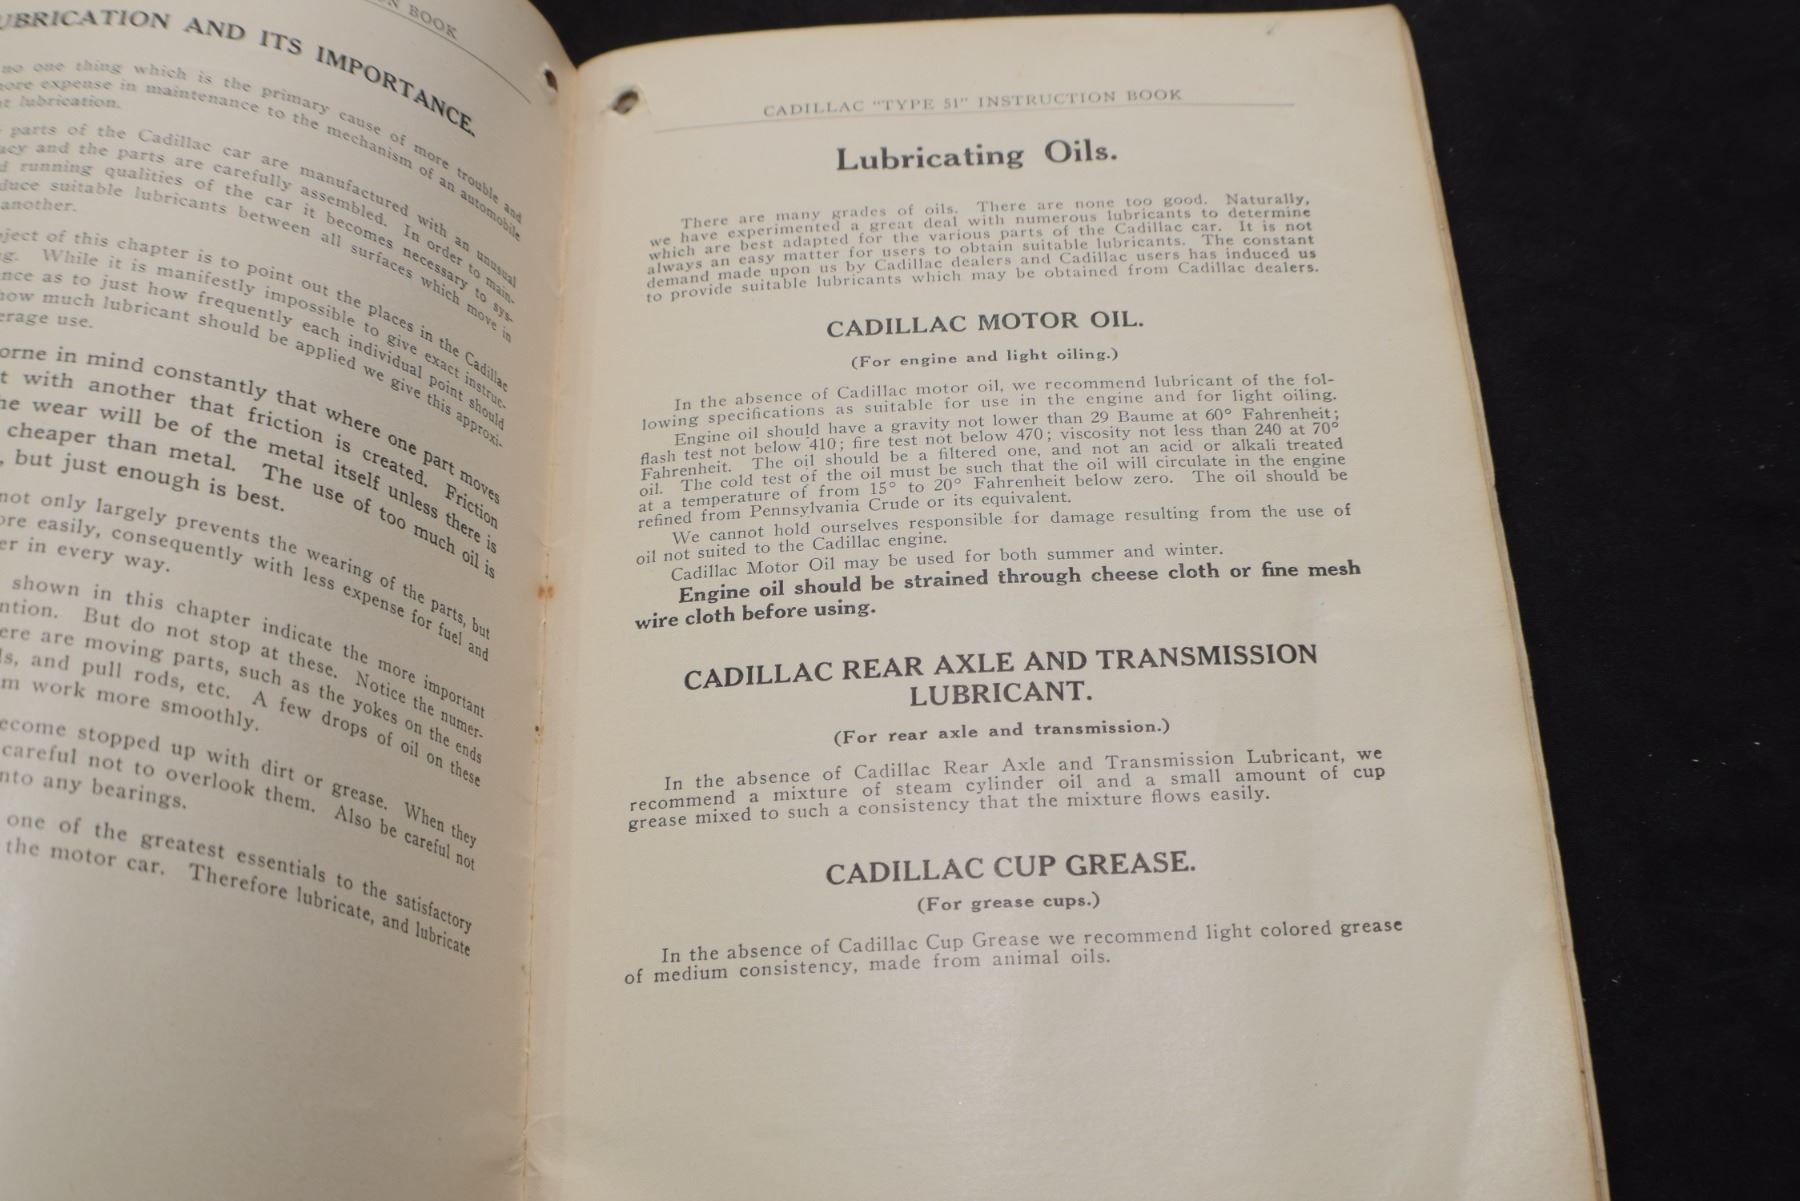 N BOOK
UBRICATION AND ITS IMPORTANCE.
no one thing which is the primary cause of more trouble and
more expense in maintenance to the mechanism of an automobile
lubrication.
parts of the Cadillac car are manufactured with an unusual
and the parts are carefully assembled. In order to main-
running qualities of the car it becomes necessary to sys-
suitable lubricants between all surfaces which move in
another.
ject of this chapter is to point out the places in the Cadillac
While it is manifestly impossible to give exact instruc-
as to just how frequently each individual point should
how much lubricant should be applied we give this approxi-
erage use.
orne in mind constantly that where one part moves
t with another that friction is created. Friction
he wear will be of the metal itself unless there is
cheaper than metal. The use of too much oil is
, but just enough is best.
not only largely prevents the wearing of the parts, but
ore easily, consequently with less expense for fuel and
er in every way.
shown in this chapter indicate the more important
ntion. But do not stop at these. Notice the numer-
ere are moving parts, such as the yokes on the ends
ls, and pull rods, etc. A few drops of oil on these
m work more smoothly.
ecome stopped up with dirt or grease. When they
careful not to overlook them. Also be careful not
nto any bearings.
one of the greatest essentials to the satisfactory
the motor car. Therefore lubricate, and lubricate
CADILLAC "TYPE 51" INSTRUCTION BOOK
Lubricating Oils.
There are many grades of oils. There are none too good. Naturally,
we have experimented a great deal with numerous lubricants to determine
which are best adapted for the various parts of the Cadillac car. It is not
always an easy matter for users to obtain suitable lubricants. The constant
demand made upon us by Cadillac dealers and Cadillac users has induced us
to provide suitable lubricants which may be obtained from Cadillac dealers.
CADILLAC MOTOR OIL.
(For engine and light oiling.)
In the absence of Cadillac motor oil, we recommend lubricant of the fol-
lowing specifications as suitable for use in the engine and for light oiling.
Engine oil should have a gravity not lower than 29 Baume at 60° Fahrenheit;
flash test not below 410; fire test not below 470; viscosity not less than 240 at 70°
Fahrenheit. The oil should be a filtered one, and not an acid or alkali treated
oil. The cold test of the oil must be such that the oil will circulate in the engine
at a temperature of from 15° to 20° Fahrenheit below zero. The oil should be
refined from Pennsylvania Crude or its equivalent.
We cannot hold ourselves responsible for damage resulting from the use of
oil not suited to the Cadillac engine.
Cadillac Motor Oil may be used for both summer and winter.
Engine oil should be strained through cheese cloth or fine mesh
wire cloth before using.
CADILLAC REAR AXLE AND TRANSMISSION
LUBRICANT.
(For rear axle and transmission.)
In the absence of Cadillac Rear Axle and Transmission Lubricant, we
recommend a mixture of steam cylinder oil and a small amount of cup
grease mixed to such a consistency that the mixture flows easily.
CADILLAC CUP GREASE.
(For grease cups.)
In the absence of Cadillac Cup Grease we recommend light colored grease
of medium consistency, made from animal oils.